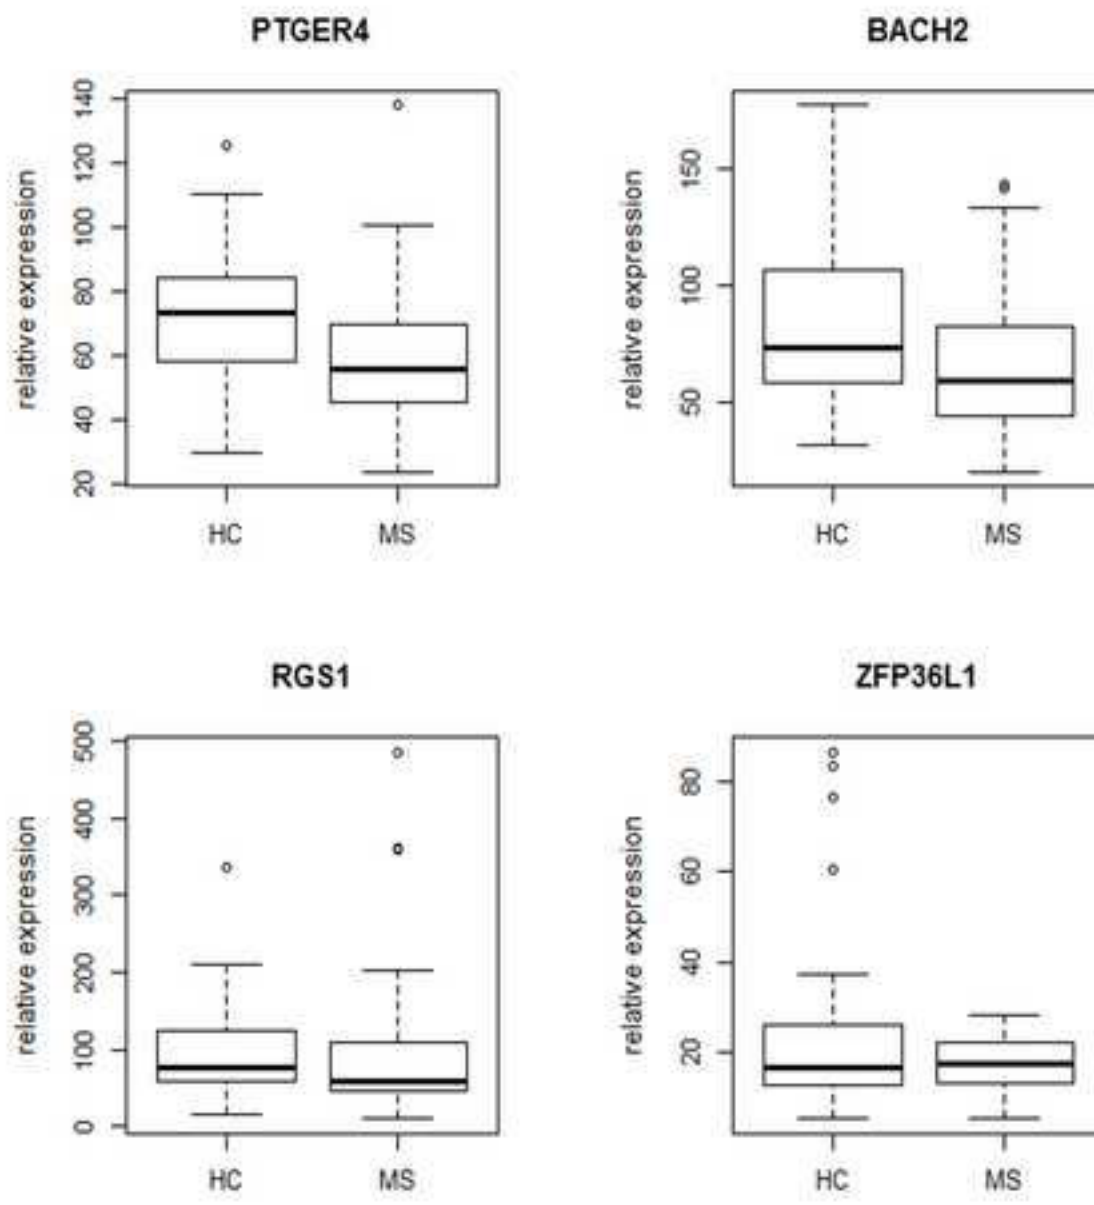 PTGER4
relative expression
140
120
100
80
60
40
20
HC MS
BACH2
relative expression
150
100
50
HC MS
RGS1
relative expression
500
400
300
200
100
0
HC MS
ZFP36L1
relative expression
80
60
40
20
HC MS